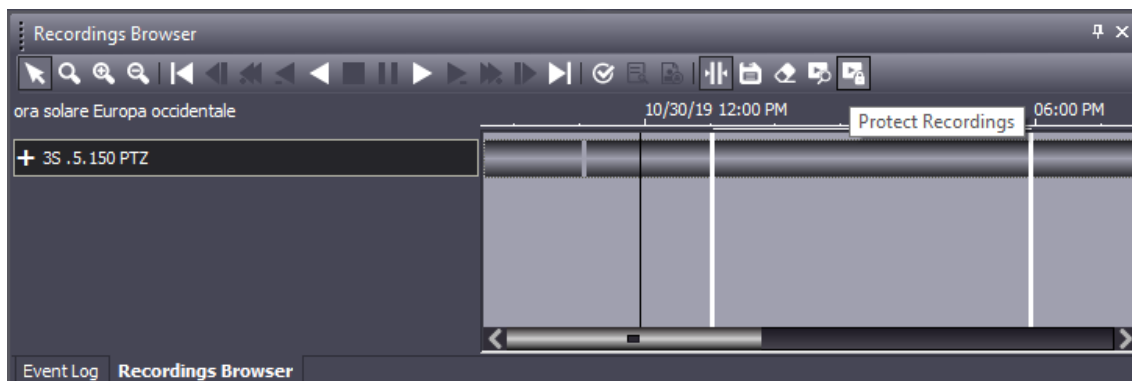 Recordings Browser
ora solare Europa occidentale
10/30/19 12:00 PM
06:00 PM
Protect Recordings
3S .5.150 PTZ
Event Log
Recordings Browser